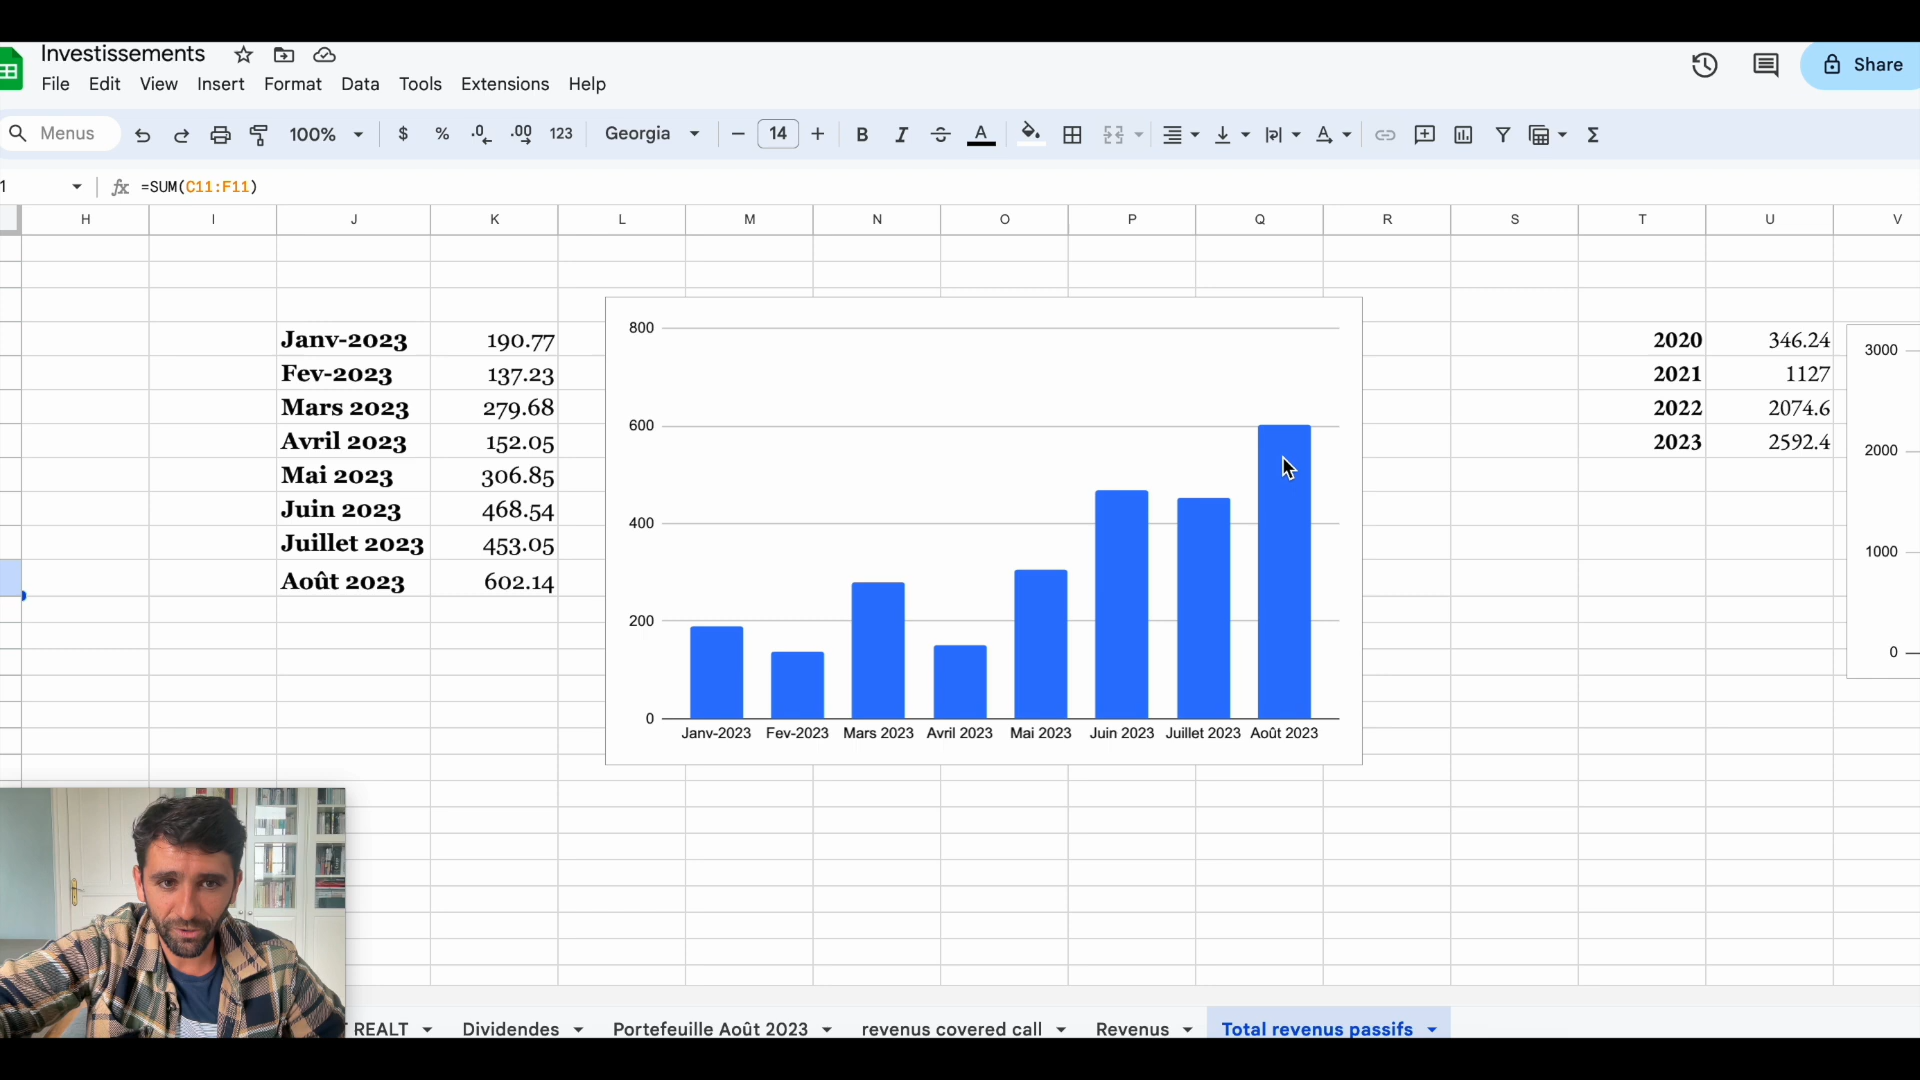 Investissements
File Edit View Insert Format Data Tools Extensions Help
Share
Menus 100% $ % .0 .00 123 Georgia 14 B I S A
1 fx =SUM(C11:F11)
H I J K L M N O P Q R S T U V
Janv-2023 190.77
Fev-2023 137.23
Mars 2023 279.68
Avril 2023 152.05
Mai 2023 306.85
Juin 2023 468.54
Juillet 2023 453.05
Août 2023 602.14
800
600
400
200
0
Janv-2023 Fev-2023 Mars 2023 Avril 2023 Mai 2023 Juin 2023 Juillet 2023 Août 2023
2020 346.24
2021 1127
2022 2074.6
2023 2592.4
3000
2000
1000
0
REALT Dividendes Portefeuille Août 2023 revenus covered call Revenus Total revenus passifs